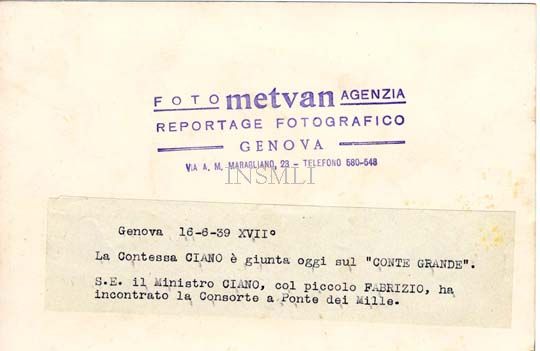 FOTO metvan AGENZIA
REPORTAGE FOTOGRAFICO
GENOVA
VIA A. M. MARAGLIANO, 23 - TELEFONO 580-548
INSMLI
Genova 16-6-39 XVII°
La Contessa CIANO è giunta oggi sul "CONTE GRANDE".
S.E. il Ministro CIANO, col piccolo FABRIZIO, ha
incontrato la Consorte a Ponte dei Mille.